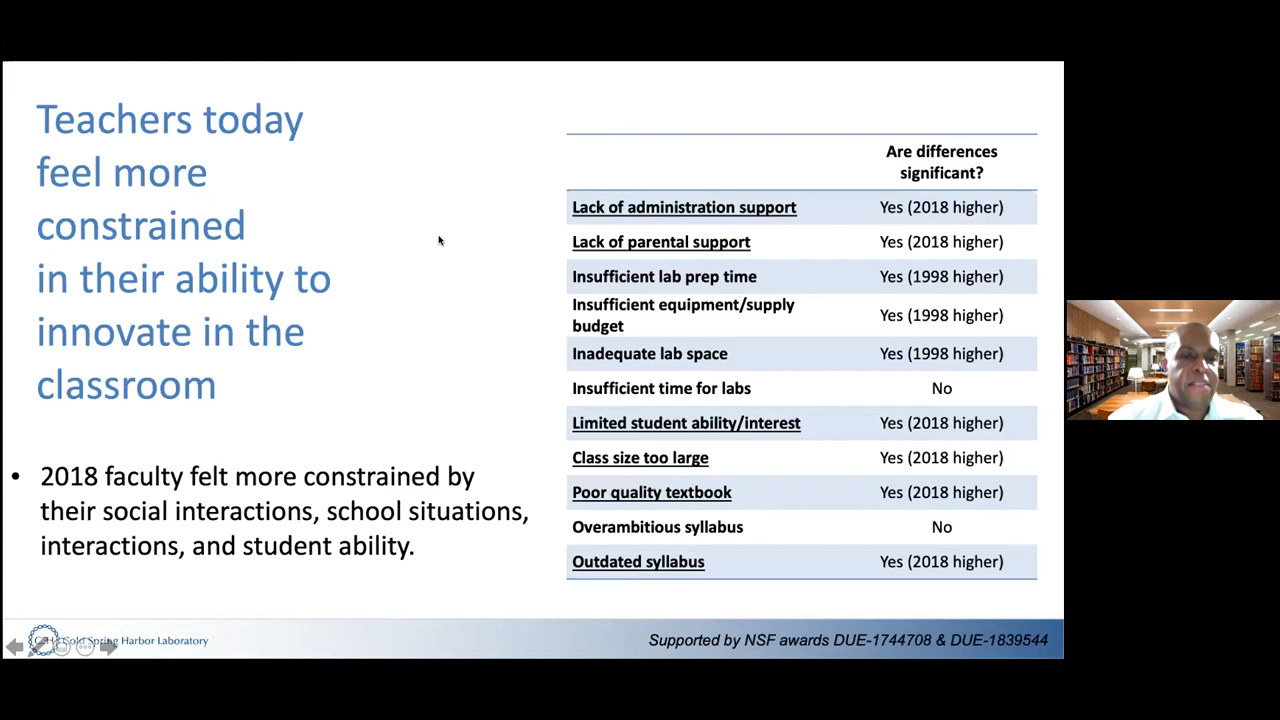 Teachers today
feel more
constrained
in their ability to
innovate in the
classroom
• 2018 faculty felt more constrained by
their social interactions, school situations,
interactions, and student ability.
Are differences
significant?
Lack of administration support Yes (2018 higher)
Lack of parental support Yes (2018 higher)
Insufficient lab prep time Yes (1998 higher)
Insufficient equipment/supply
budget Yes (1998 higher)
Inadequate lab space Yes (1998 higher)
Insufficient time for labs No
Limited student ability/interest Yes (2018 higher)
Class size too large Yes (2018 higher)
Poor quality textbook Yes (2018 higher)
Overambitious syllabus No
Outdated syllabus Yes (2018 higher)
Cold Spring Harbor Laboratory
Supported by NSF awards DUE-1744708 & DUE-1839544